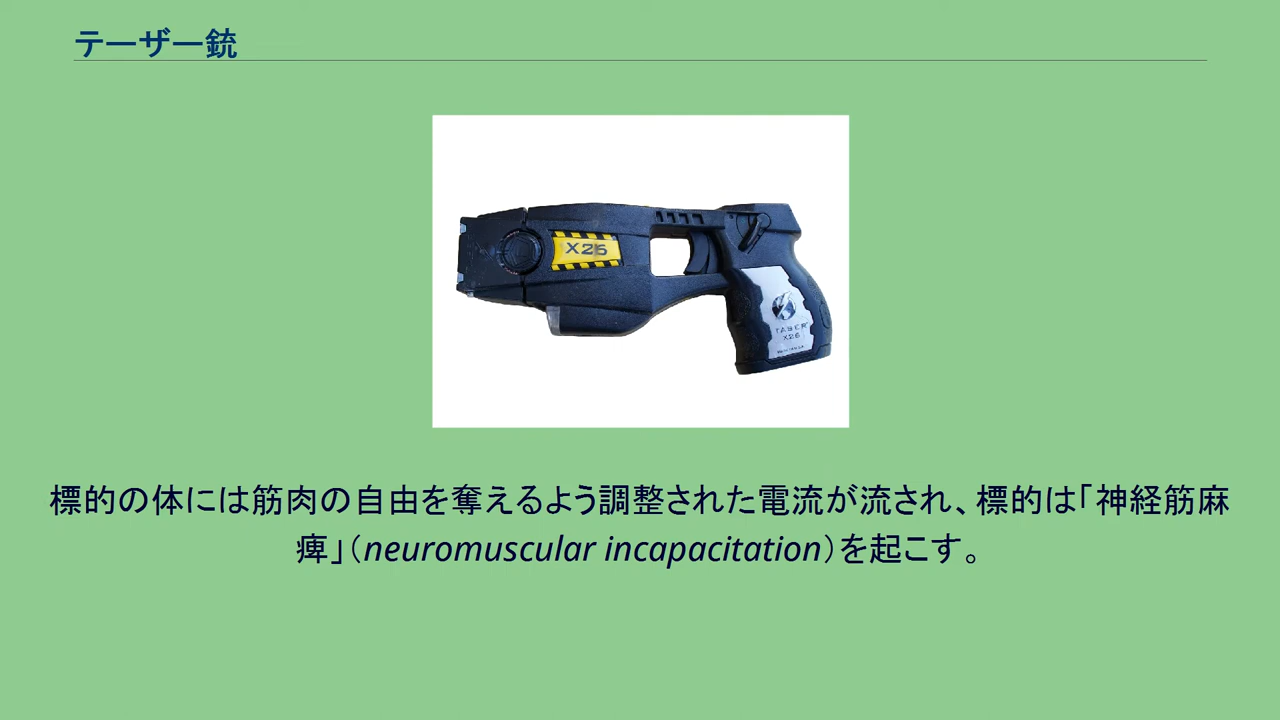 テーザー銃
X26
TASER
X26
標的の体には筋肉の自由を奪えるよう調整された電流が流され、標的は「神経筋麻
痺」（neuromuscular incapacitation）を起こす。